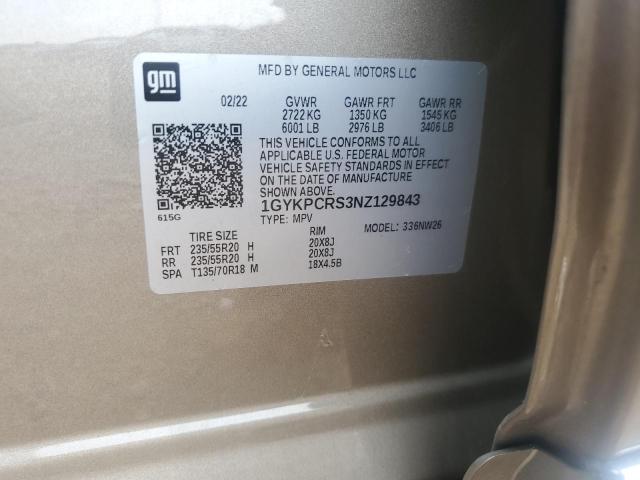 gm
MFD BY GENERAL MOTORS LLC
02/22 GVWR GAWR FRT GAWR RR
2722 KG 1350 KG 1545 KG
6001 LB 2976 LB 3406 LB
THIS VEHICLE CONFORMS TO ALL
APPLICABLE U.S. FEDERAL MOTOR
VEHICLE SAFETY STANDARDS IN EFFECT
ON THE DATE OF MANUFACTURE
SHOWN ABOVE.
1GYKPCRS3NZ129843
615G
TYPE: MPV MODEL: 336NW26
TIRE SIZE RIM
FRT 235/55R20 H 20X8J
RR 235/55R20 H 20X8J
SPA T135/70R18 M 18X4.5B